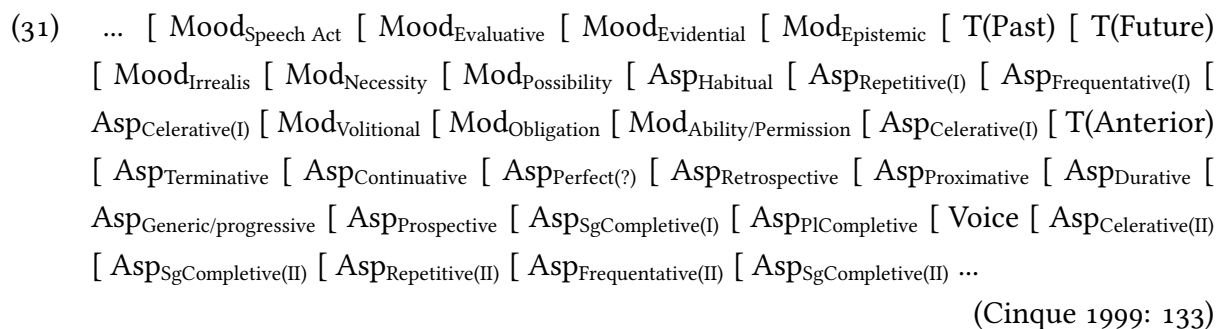 (31) ... [ Mood_Speech Act [ Mood_Evaluative [ Mood_Evidential [ Mod_Epistemic [ T(Past) [ T(Future)
[ Mood_Irrealis [ Mod_Necessity [ Mod_Possibility [ Asp_Habitual [ Asp_Repetitive(I) [ Asp_Frequentative(I) [
Asp_Celerative(I) [ Mod_Volitional [ Mod_Obligation [ Mod_Ability/Permission [ Asp_Celerative(I) [ T(Anterior)
[ Asp_Terminative [ Asp_Continuative [ Asp_Perfect(?) [ Asp_Retrospective [ Asp_Proximative [ Asp_Durative [
Asp_Generic/progressive [ Asp_Prospective [ Asp_SgCompletive(I) [ Asp_PlCompletive [ Voice [ Asp_Celerative(II)
[ Asp_SgCompletive(II) [ Asp_Repetitive(II) [ Asp_Frequentative(II) [ Asp_SgCompletive(II) ...
(Cinque 1999: 133)